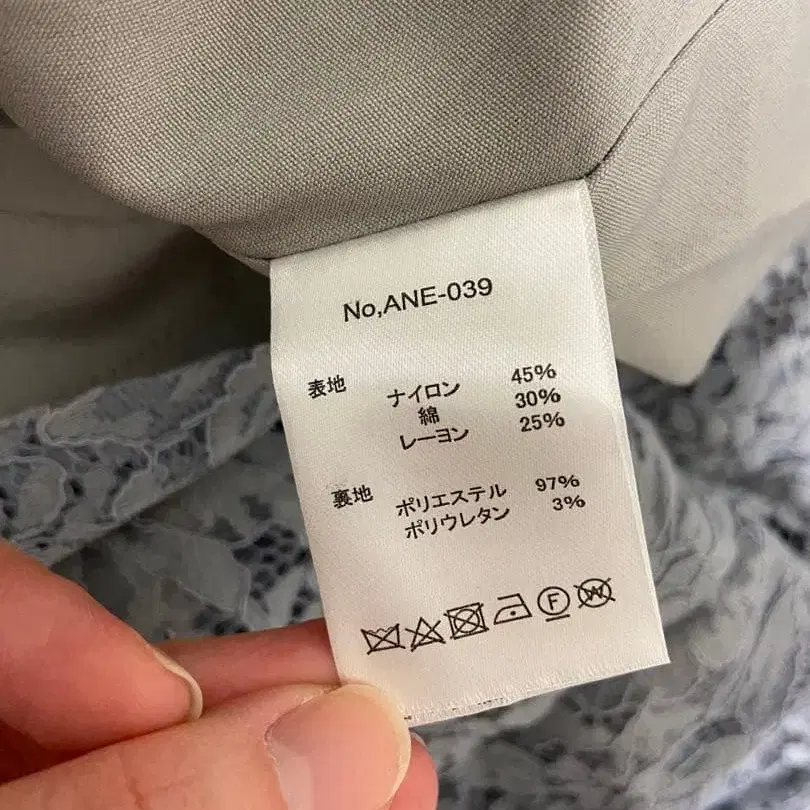 No,ANE-039
表地 ナイロン 45%
綿 30%
レーヨン 25%
裏地 ポリエステル 97%
ポリウレタン 3%
F W